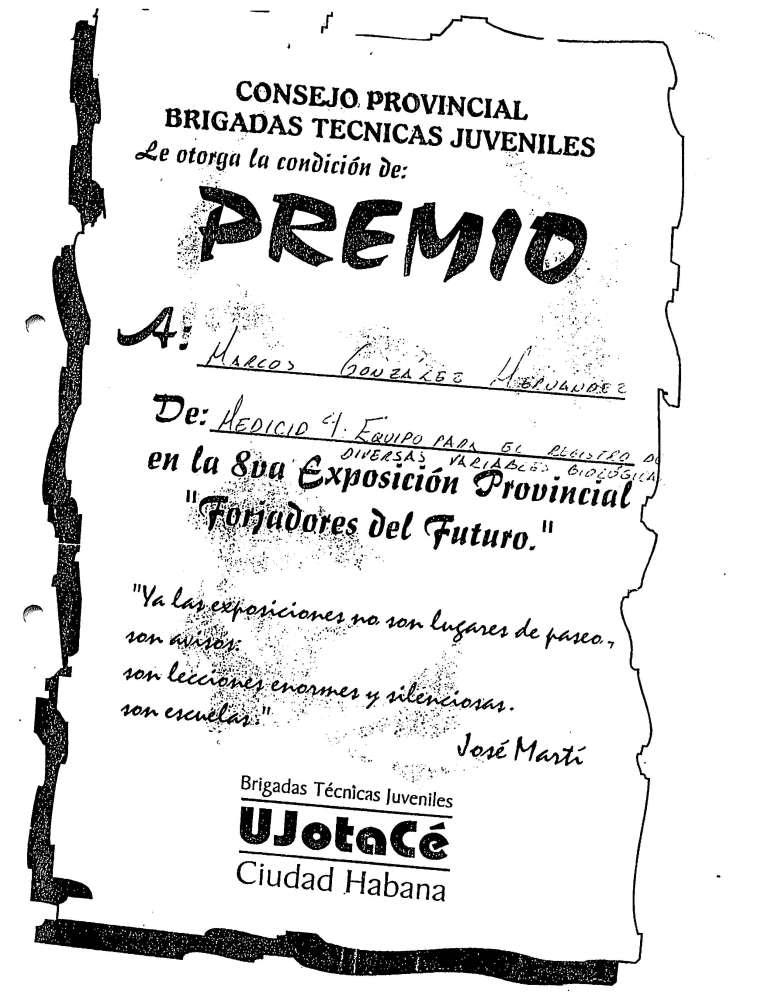 CONSEJO PROVINCIAL
BRIGADAS TECNICAS JUVENILES
Le otorga la condición de:
PREMIO
A: MARCOS GONZALEZ HERNANDEZ
De: MEDICID 4. EQUIPO PARA EL REGISTRO DE
DIVERSAS VARIABLES BIOLÓGICA
en la 8va Exposición Provincial
"Forjadores del Futuro."
"Ya las exposiciones no son lugares de paseo.,
son avisos:
son lecciones enormes y silenciosas.
son escuelas."
José Martí
Brigadas Técnicas Juveniles
UJotaCé
Ciudad Habana